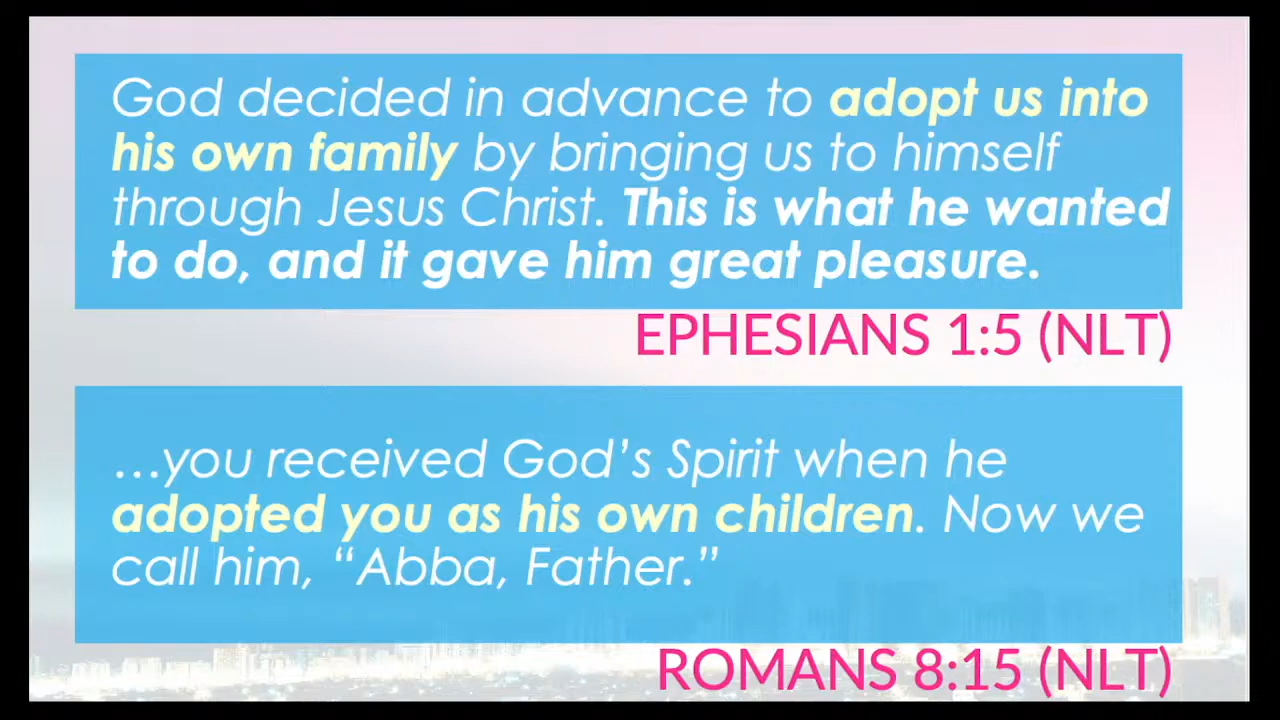 God decided in advance to adopt us into
his own family by bringing us to himself
through Jesus Christ. This is what he wanted
to do, and it gave him great pleasure.
EPHESIANS 1:5 (NLT)
…you received God’s Spirit when he
adopted you as his own children. Now we
call him, “Abba, Father.”
ROMANS 8:15 (NLT)